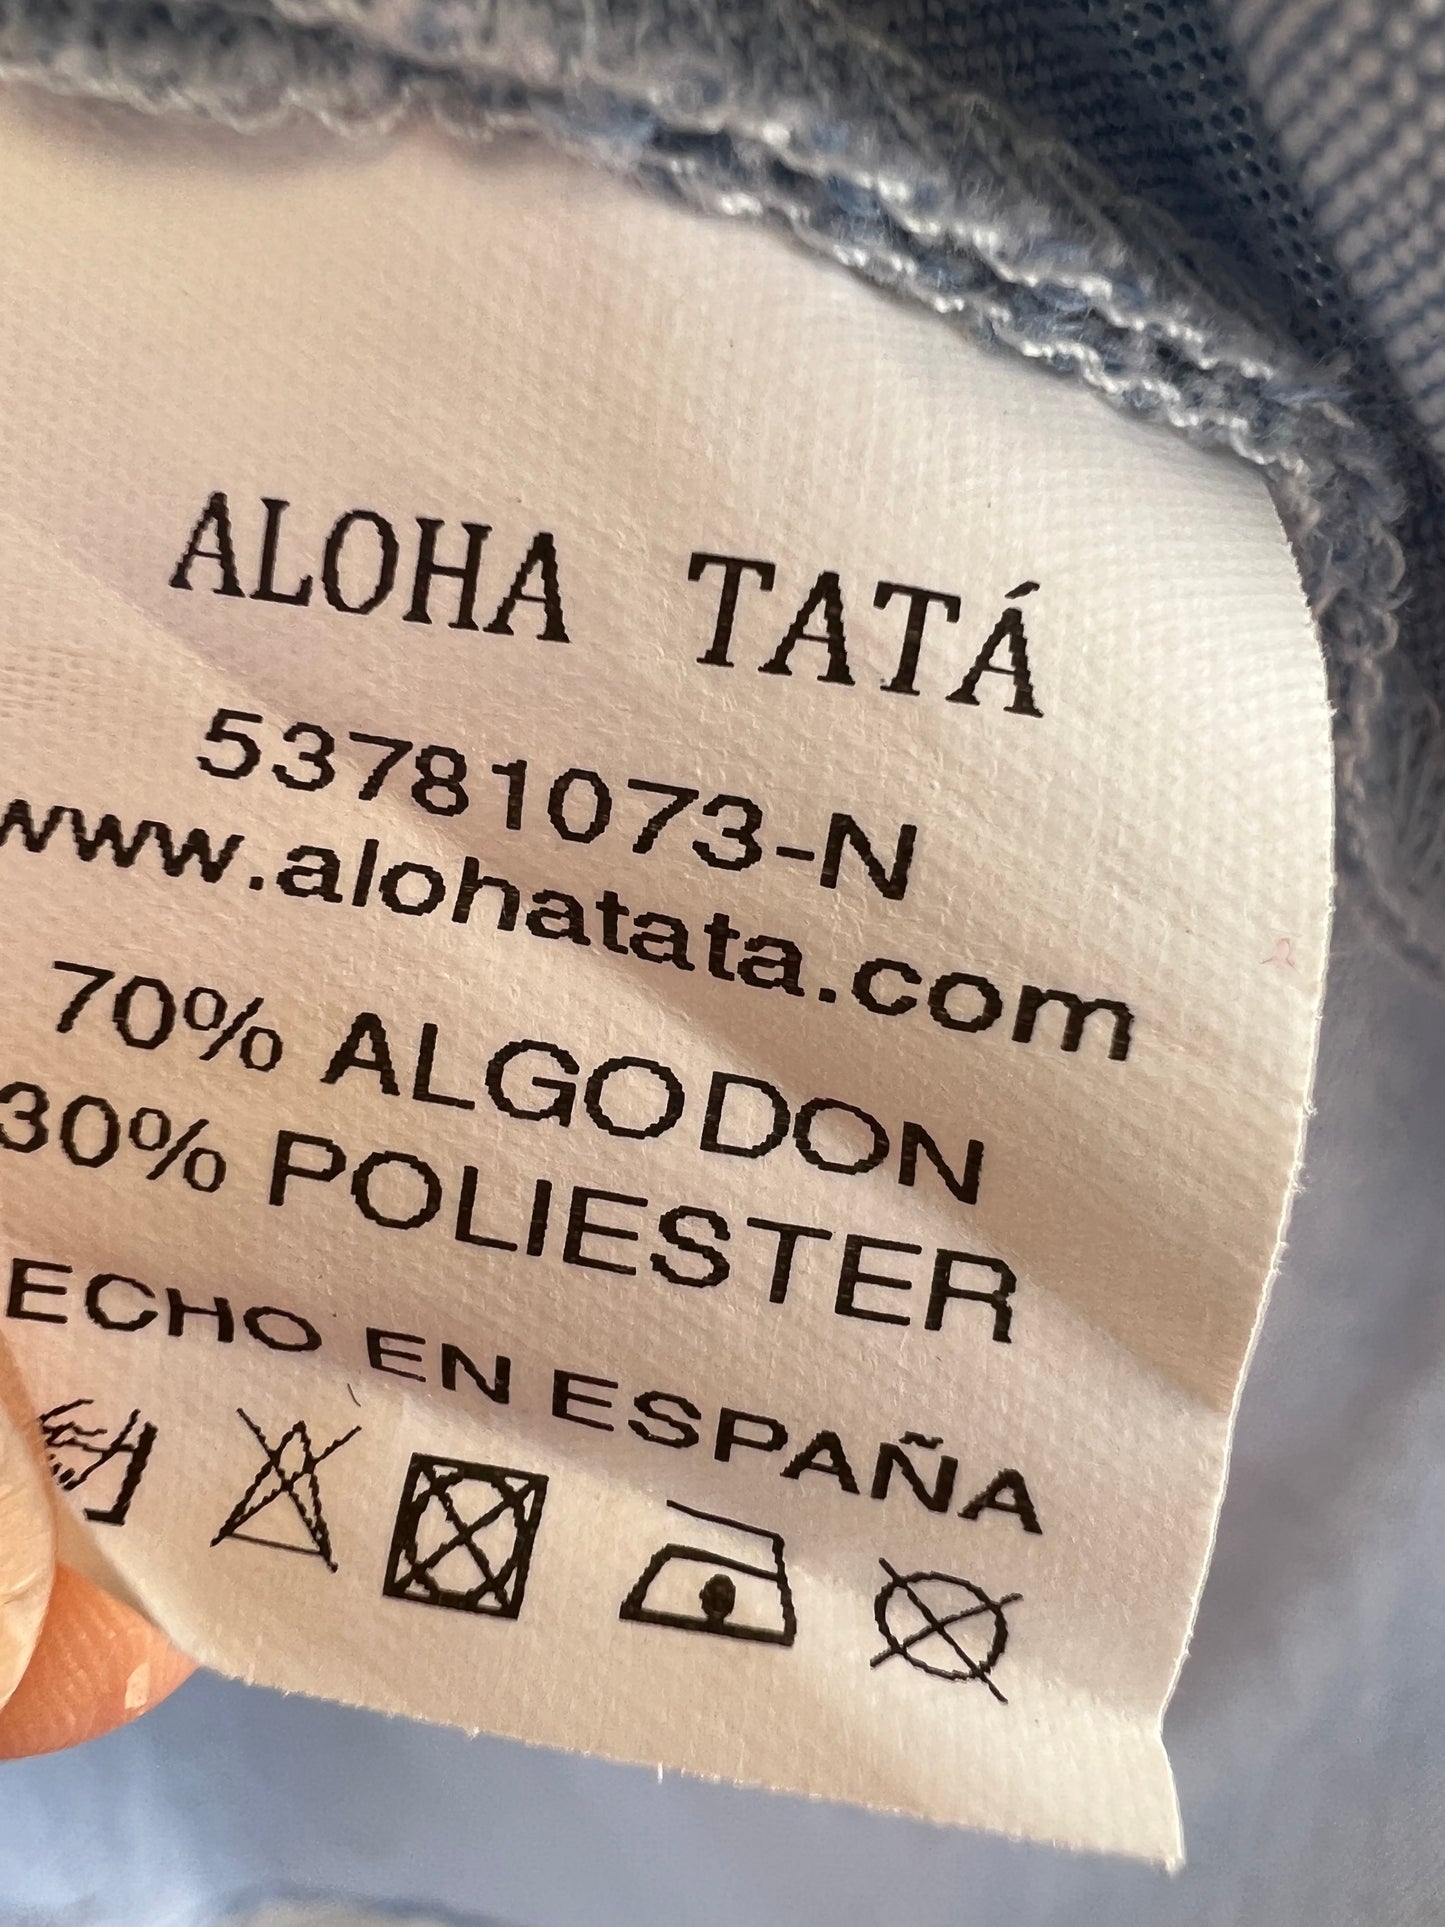 ALOHA TATÁ
53781073-N
www.alohatata.com
70% ALGODON
30% POLIESTER
ECHO EN ESPAÑA